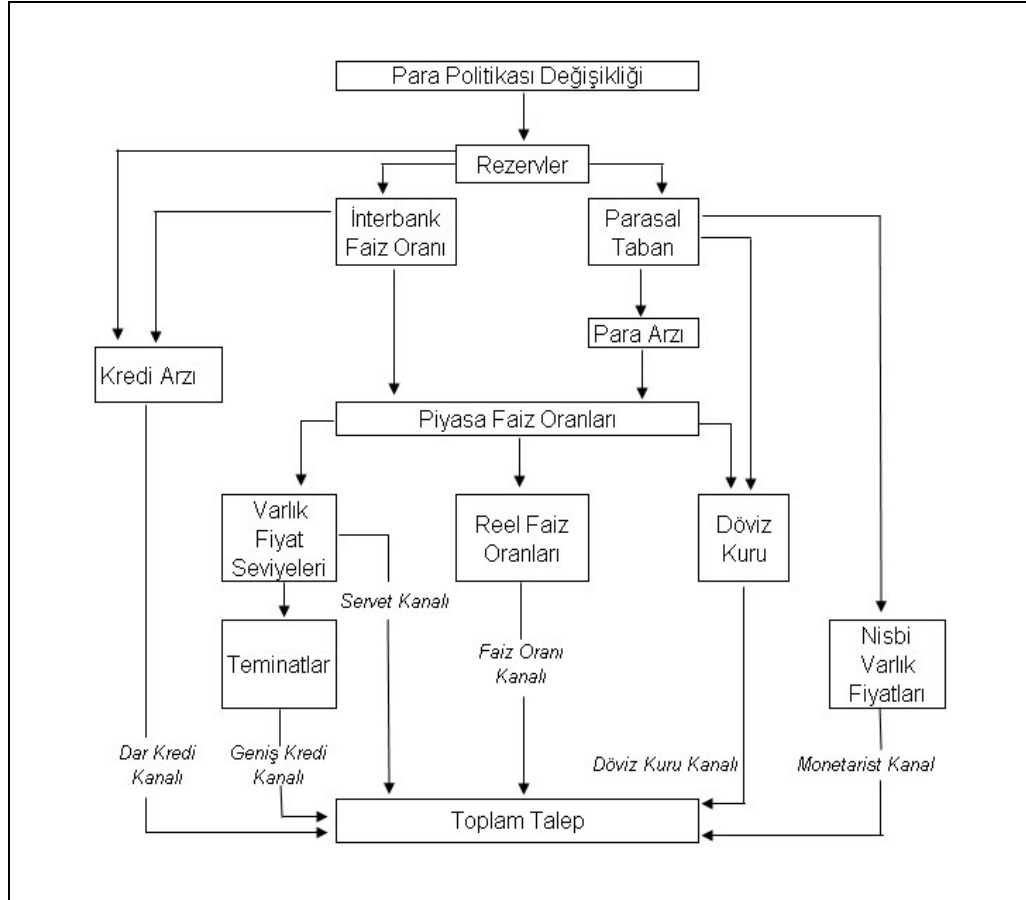 Para Politikası Değişikliği
Rezervler
İnterbank
Faiz Oranı
Parasal
Taban
Para Arzı
Kredi Arzı
Piyasa Faiz Oranları
Varlık
Fiyat
Seviyeleri
Reel Faiz
Oranları
Döviz
Kuru
Servet Kanalı
Teminatlar
Faiz Oranı
Kanalı
Nisbi
Varlık
Fiyatları
Dar Kredi
Kanalı
Geniş Kredi
Kanalı
Döviz Kuru Kanalı
Monetarist Kanal
Toplam Talep